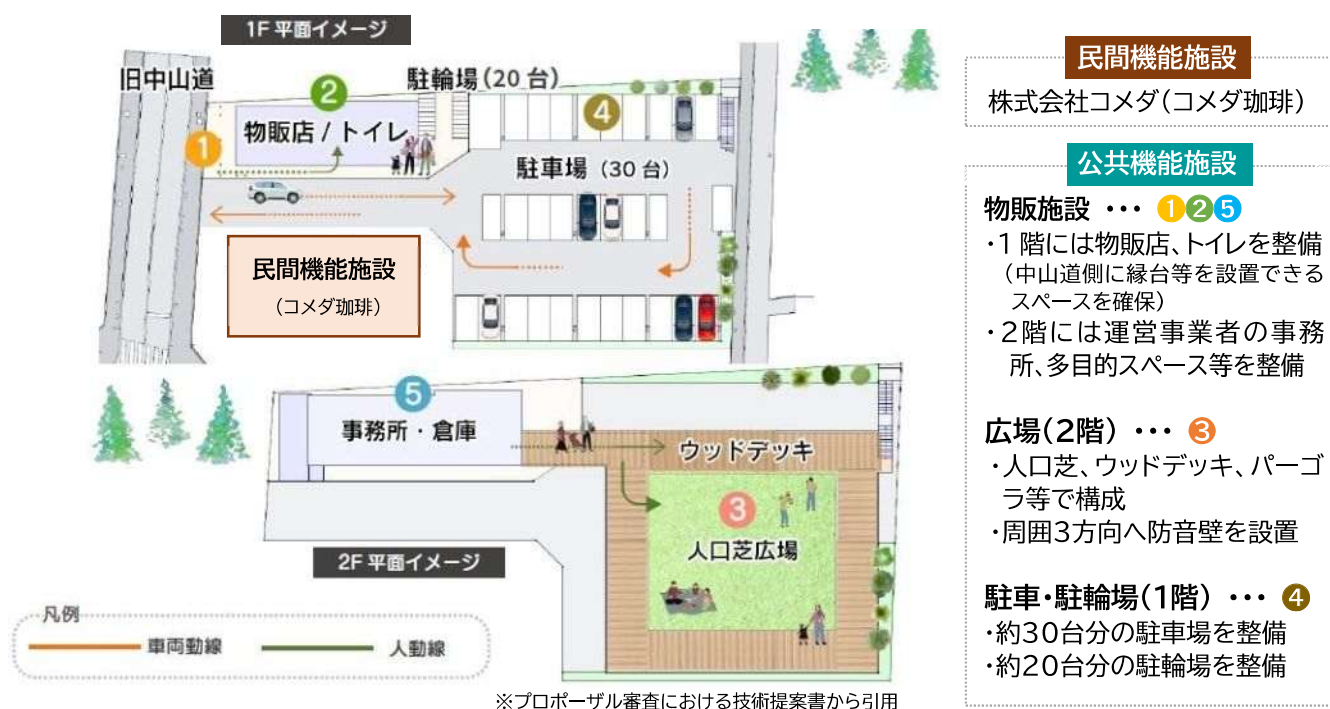 1F 平面イメージ
旧中山道
❷
駐輪場(20 台)
物販店 / トイレ
❹
❶
駐車場 (30 台)
民間機能施設
(コメダ珈琲)
❺
事務所・倉庫
ウッドデッキ
❸
人口芝広場
2F 平面イメージ
凡例
車両動線
人動線
※プロポーザル審査における技術提案書から引用
民間機能施設
株式会社コメダ(コメダ珈琲)
公共機能施設
物販施設 ・・・ ❶❷❺
・1階には物販店、トイレを整備
(中山道側に縁台等を設置できる
スペースを確保)
・2階には運営事業者の事務
所、多目的スペース等を整備
広場(2階) ・・・ ❸
・人口芝、ウッドデッキ、パーゴ
ラ等で構成
・周囲3方向へ防音壁を設置
駐車・駐輪場(1階) ・・・ ❹
・約30台分の駐車場を整備
・約20台分の駐輪場を整備